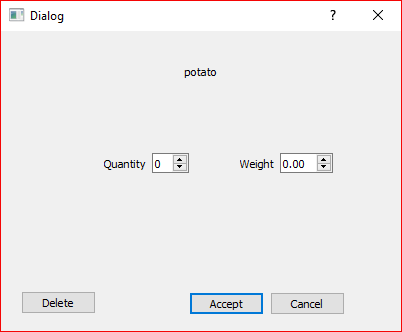 Dialog ?
potato
Quantity 0 Weight 0.00
Delete Accept Cancel